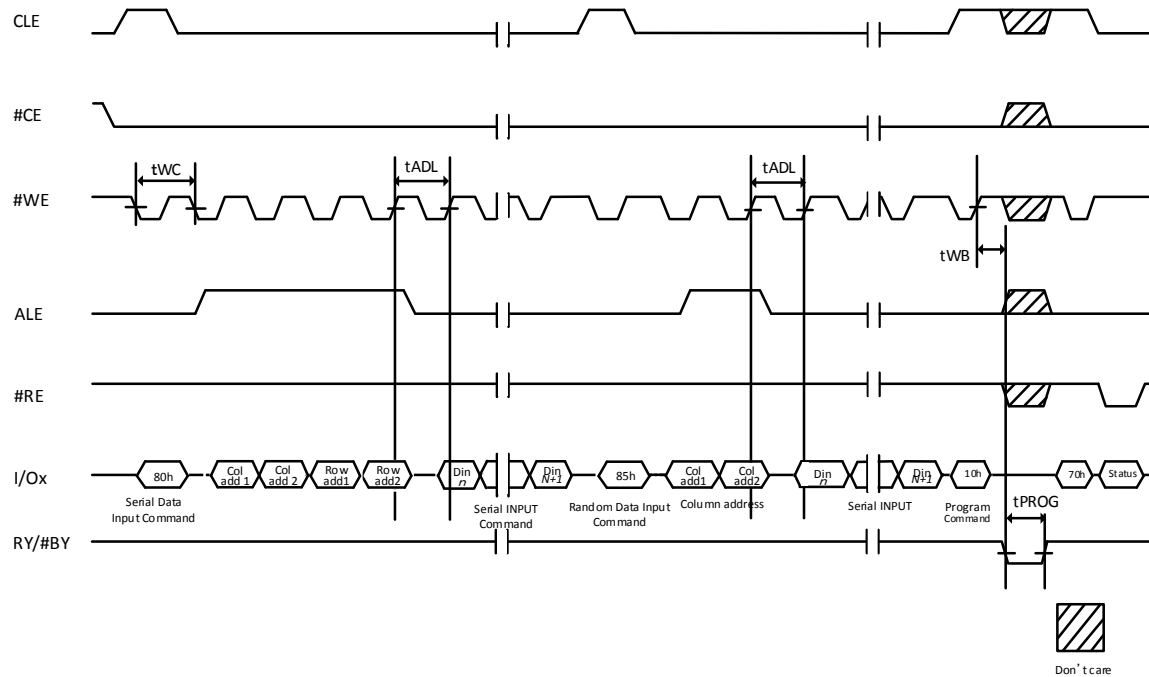 CLE
#CE
tWC
tADL
tADL
#WE
tWB
ALE
#RE
I/Ox
80h
Col
add 1
Col
add 2
Row
add1
Row
add2
Din
n
Din
N+1
85h
Col
add1
Col
add2
Din
n
Din
N+1
10h
70h
Status
Serial Data
Input Command
Serial INPUT
Command
Random Data Input
Command
Column address
Serial INPUT
Program
Command
tPROG
RY/#BY
Don't care